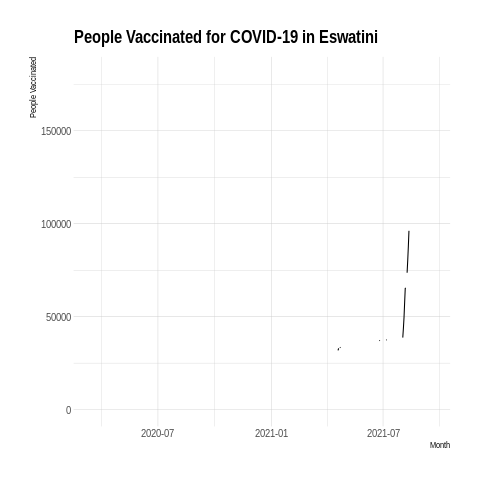 People Vaccinated for COVID-19 in Eswatini
People Vaccinated
150000
100000
50000
0
2020-07 2021-01 2021-07
Month